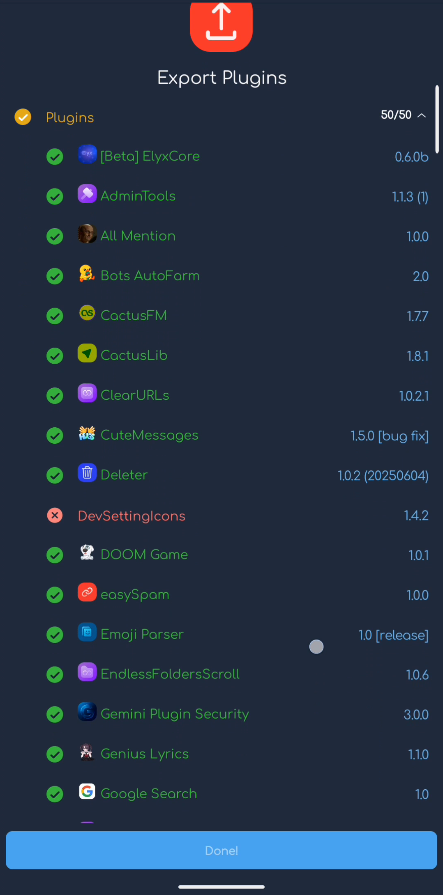 Export Plugins
Plugins 50/50
[Beta] ElyxCore 0.6.0b
AdminTools 1.1.3 (1)
All Mention 1.0.0
Bots AutoFarm 2.0
CactusFM 1.7.7
CactusLib 1.8.1
ClearURLs 1.0.2.1
CuteMessages 1.5.0 [bug fix]
Deleter 1.0.2 (20250604)
DevSettingIcons 1.4.2
DOOM Game 1.0.1
easySpam 1.0.0
Emoji Parser 1.0 [release]
EndlessFoldersScroll 1.0.6
Gemini Plugin Security 3.0.0
Genius Lyrics 1.1.0
Google Search 1.0
Done!